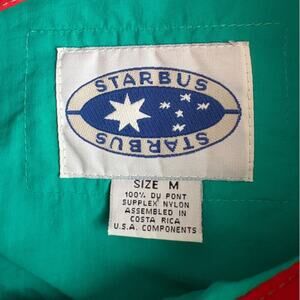 STARBUS
STARBUS
SIZE M
100% DU PONT
SUPPLEX NYLON
ASSEMBLED IN
COSTA RICA
U.S.A. COMPONENTS